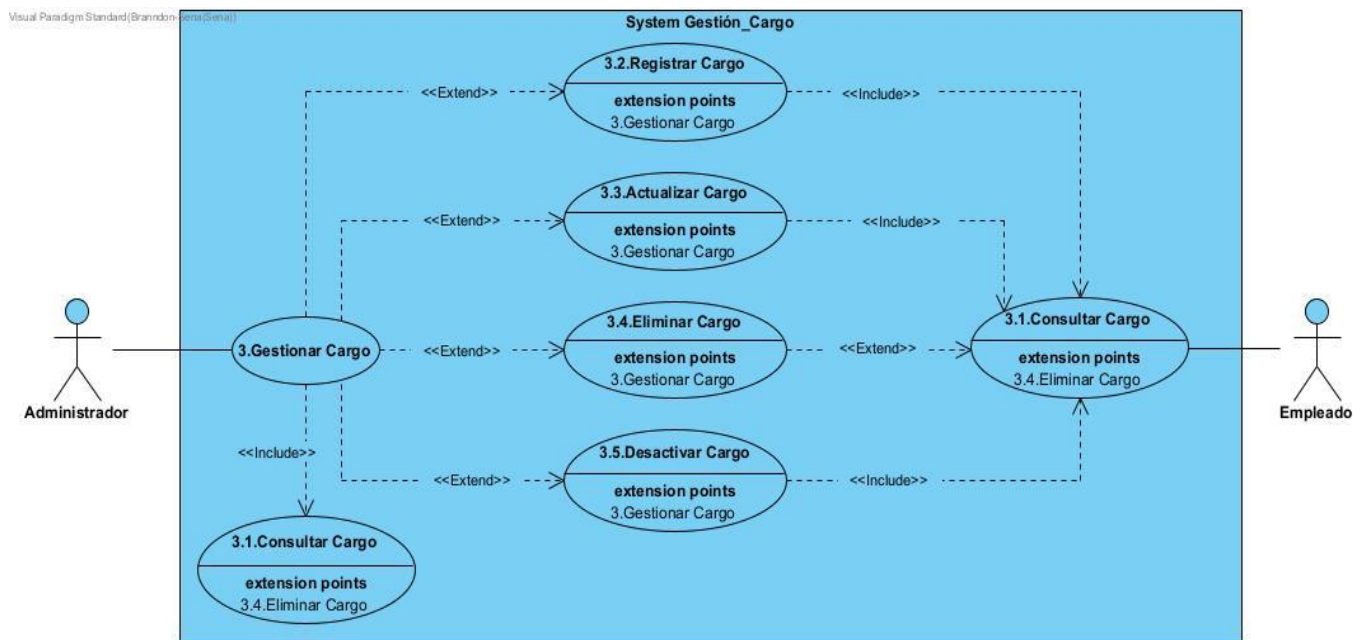 Visual Paradigm Standard(Branndon-Sena(Sena))
System Gestión_Cargo
3.2.Registrar Cargo
extension points
3.Gestionar Cargo
<<Extend>>
<<Include>>
3.3.Actualizar Cargo
extension points
3.Gestionar Cargo
<<Extend>>
<<Include>>
3.4.Eliminar Cargo
extension points
3.Gestionar Cargo
<<Extend>>
<<Extend>>
3.Gestionar Cargo
3.1.Consultar Cargo
extension points
3.4.Eliminar Cargo
Administrador
Empleado
3.5.Desactivar Cargo
extension points
3.Gestionar Cargo
<<Extend>>
<<Include>>
<<Include>>
3.1.Consultar Cargo
extension points
3.4.Eliminar Cargo